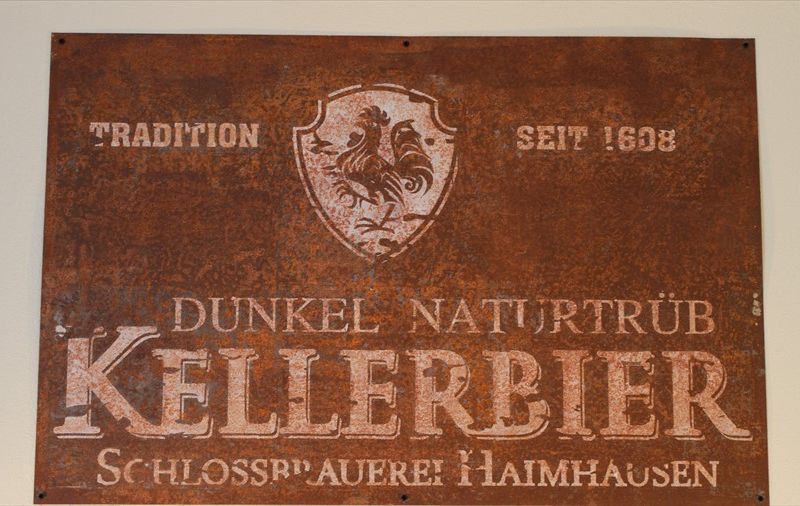 TRADITION SEIT 1608
DUNKEL NATURTRÜB
KELLERBIER
SCHLOSSBRAUEREI HAIMHAUSEN